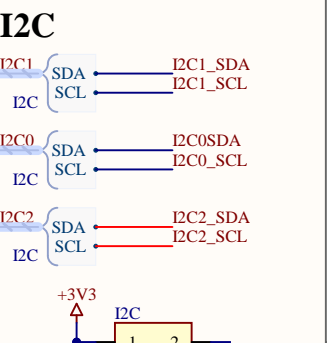 I2C
I2C1
SDA
I2C1_SDA
SCL
I2C1_SCL
I2C
I2C0
SDA
I2C0SDA
SCL
I2C0_SCL
I2C
I2C2
SDA
I2C2_SDA
SCL
I2C2_SCL
I2C
+3V3
I2C
1 2